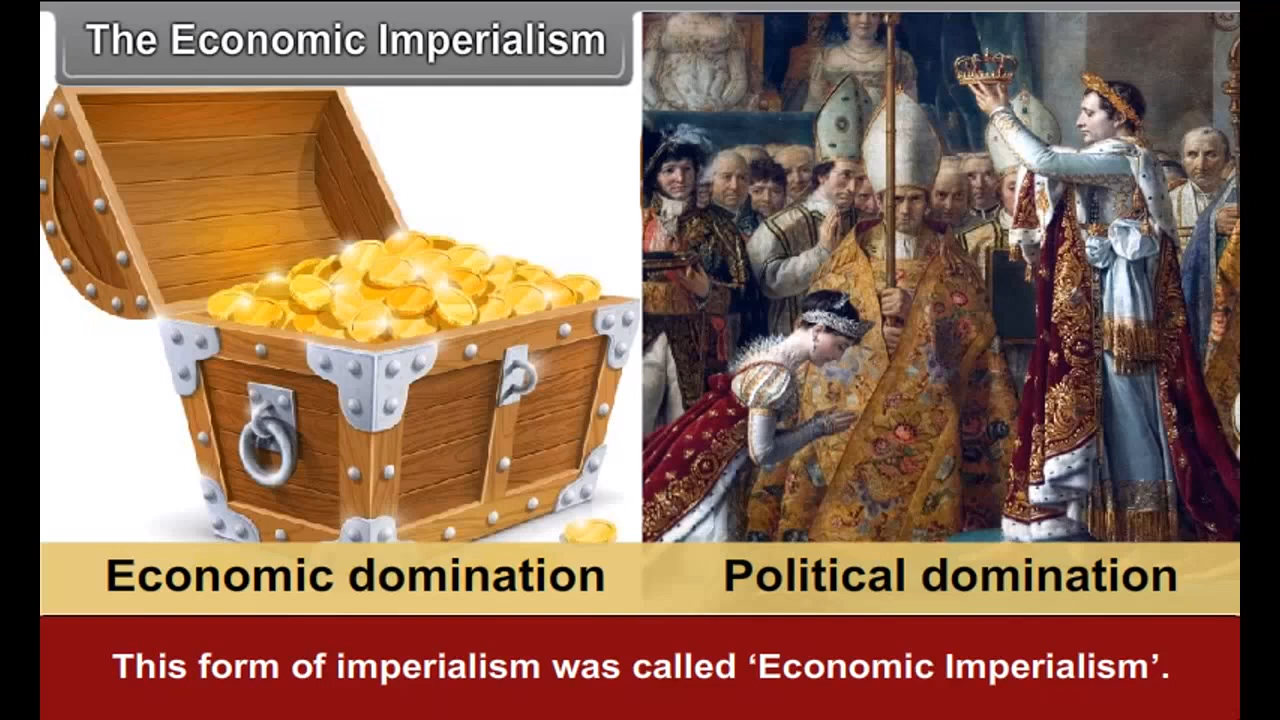 The Economic Imperialism
Economic domination
Political domination
This form of imperialism was called ‘Economic Imperialism’.